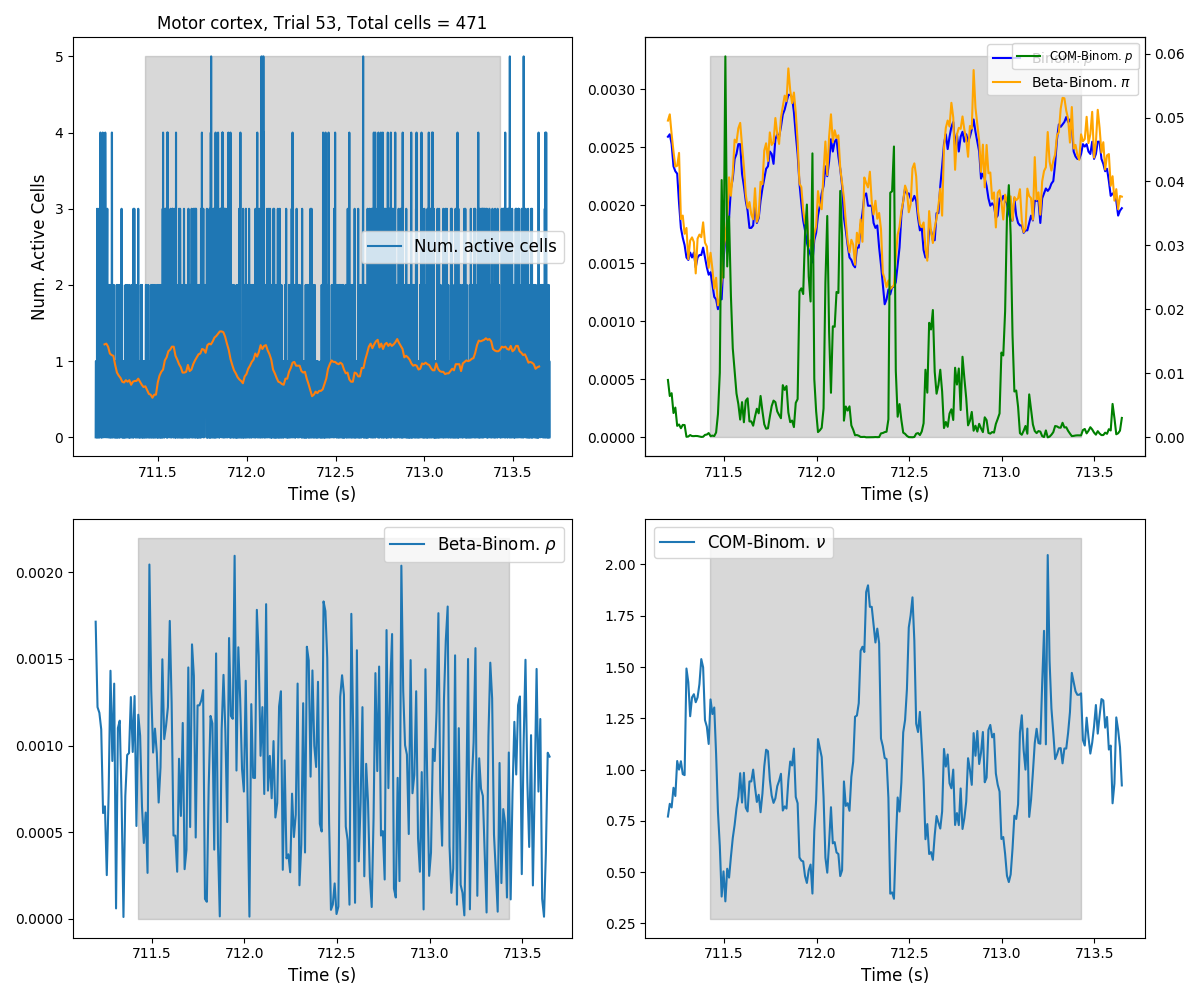 Motor cortex, Trial 53, Total cells = 471
Num. Active Cells
5
4
3
2
1
0
Num. active cells
711.5 712.0 712.5 713.0 713.5
Time (s)
0.0030
0.0025
0.0020
0.0015
0.0010
0.0005
0.0000
COM-Binom. p
Beta-Binom. π
0.06
0.05
0.04
0.03
0.02
0.01
0.00
711.5 712.0 712.5 713.0 713.5
Time (s)
0.0020
0.0015
0.0010
0.0005
0.0000
Beta-Binom. ρ
711.5 712.0 712.5 713.0 713.5
Time (s)
2.00
1.75
1.50
1.25
1.00
0.75
0.50
0.25
COM-Binom. ν
711.5 712.0 712.5 713.0 713.5
Time (s)